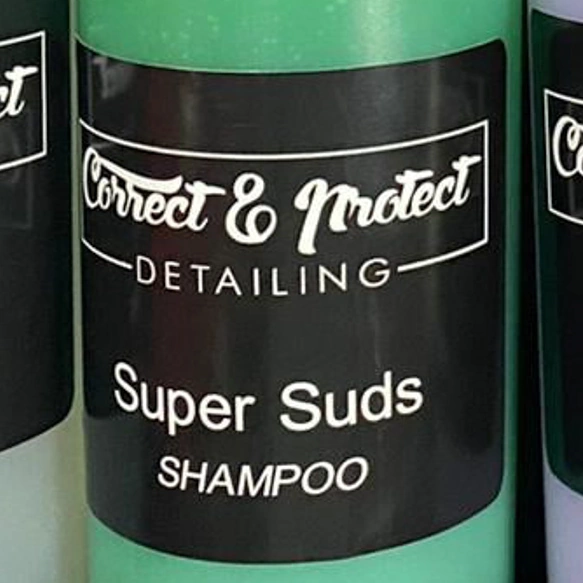 Correct & Protect
DETAILING
Super Suds
SHAMPOO